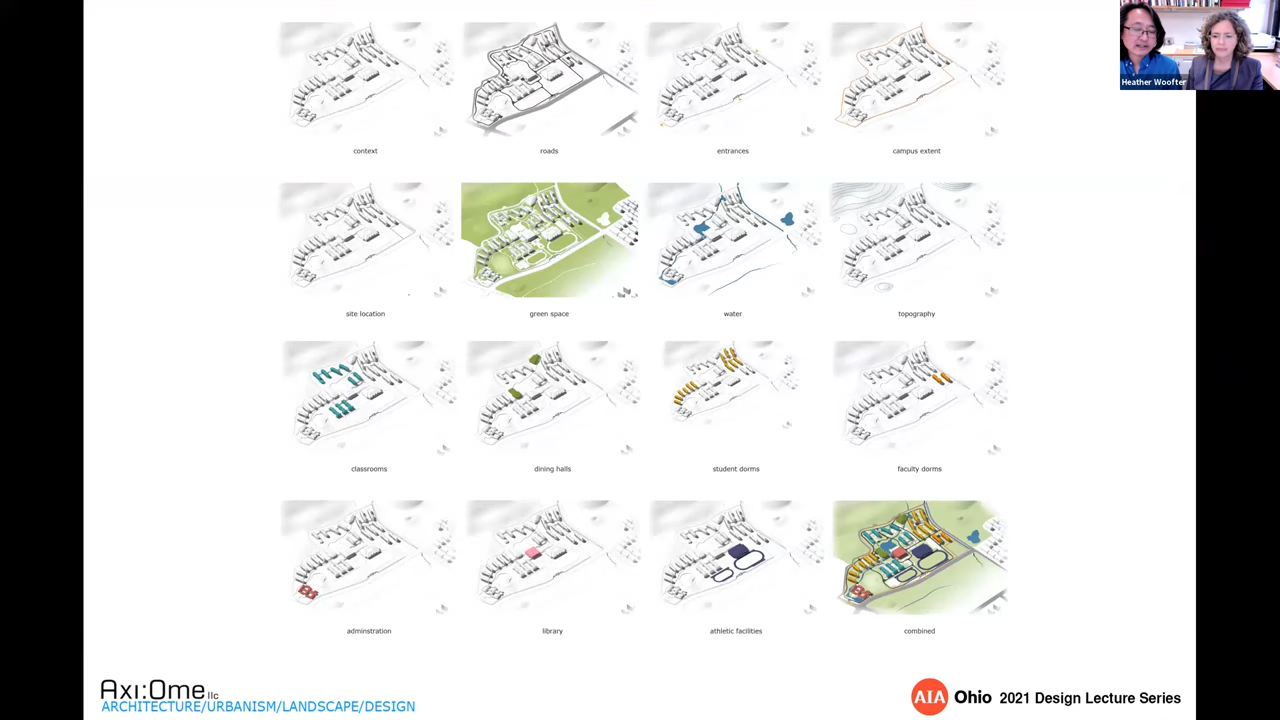 Heather Woofter
context
roads
entrances
campus extent
site location
green space
water
topography
classrooms
dining halls
student dorms
faculty dorms
adminstration
library
athletic facilities
combined
Axi:Ome llc
ARCHITECTURE/URBANISM/LANDSCAPE/DESIGN
AIA Ohio 2021 Design Lecture Series